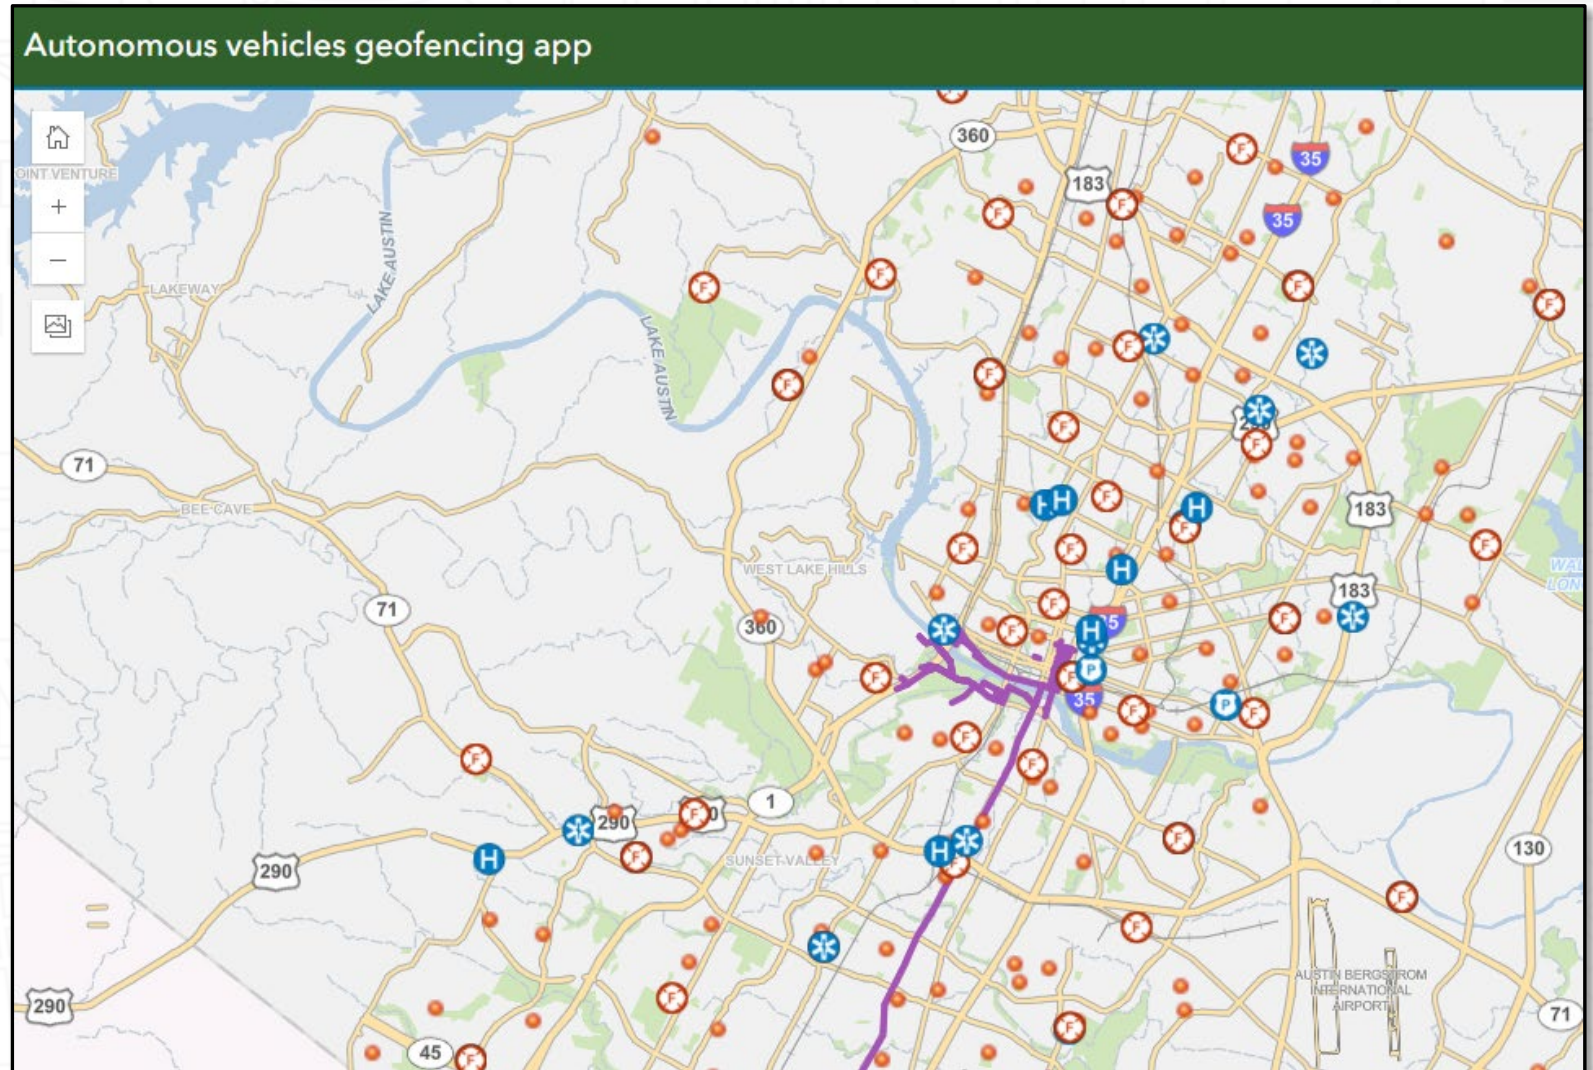 Autonomous vehicles geofencing app
360
35
183
OINT VENTURE
35
LAKE AUSTIN
LAKEWAY
LAKE AUSTIN
71
BEE CAVE
183
WEST LAKE HILLS
183
71
360
35
1
290
290
SUNSET VALLEY
130
AUSTIN BERGSTROM
INTERNATIONAL
AIRPORT
290
71
45
F
F
F
F
F
F
F
F
F
F
F
F
F
H
H
F
H
F
F
F
F
H
F
F
F
H
F
F
P
P
F
F
F
F
F
F
F
F
H
H
F
F
F
F
F
F